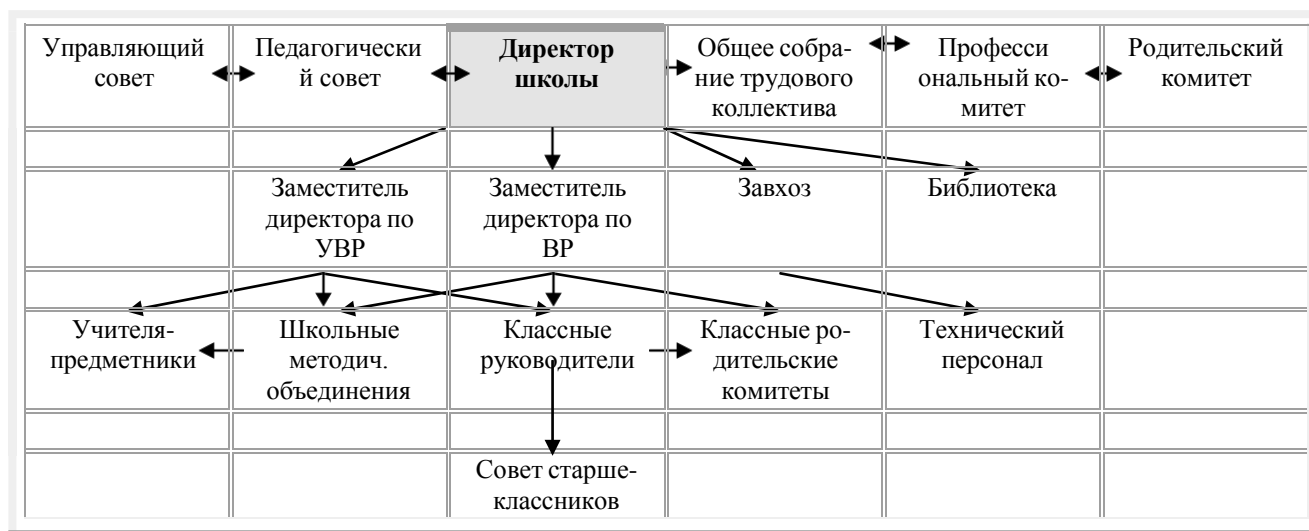 Управляющий
совет
Педагогически
й совет
Директор
школы
Общее собра-
ние трудового
коллектива
Професси
ональный ко-
митет
Родительский
комитет
Заместитель
директора по
УВР
Заместитель
директора по
ВР
Завхоз
Библиотека
Учителя-
предметники
Школьные
методич.
объединения
Классные
руководители
Классные ро-
дительские
комитеты
Технический
персонал
Совет старше-
классников